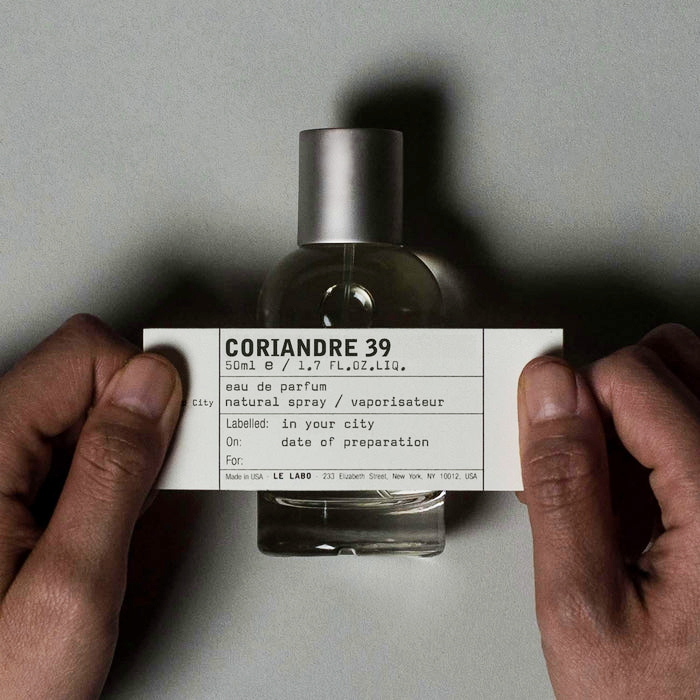 CORIANDRE 39
50ml e / 1.7 FL.OZ.LIQ.
eau de parfum
City
natural spray / vaporisateur
Labelled: in your city
On: date of preparation
For:
Made in USA - LE LABO - 233 Elizabeth Street, New York, NY 10012, USA